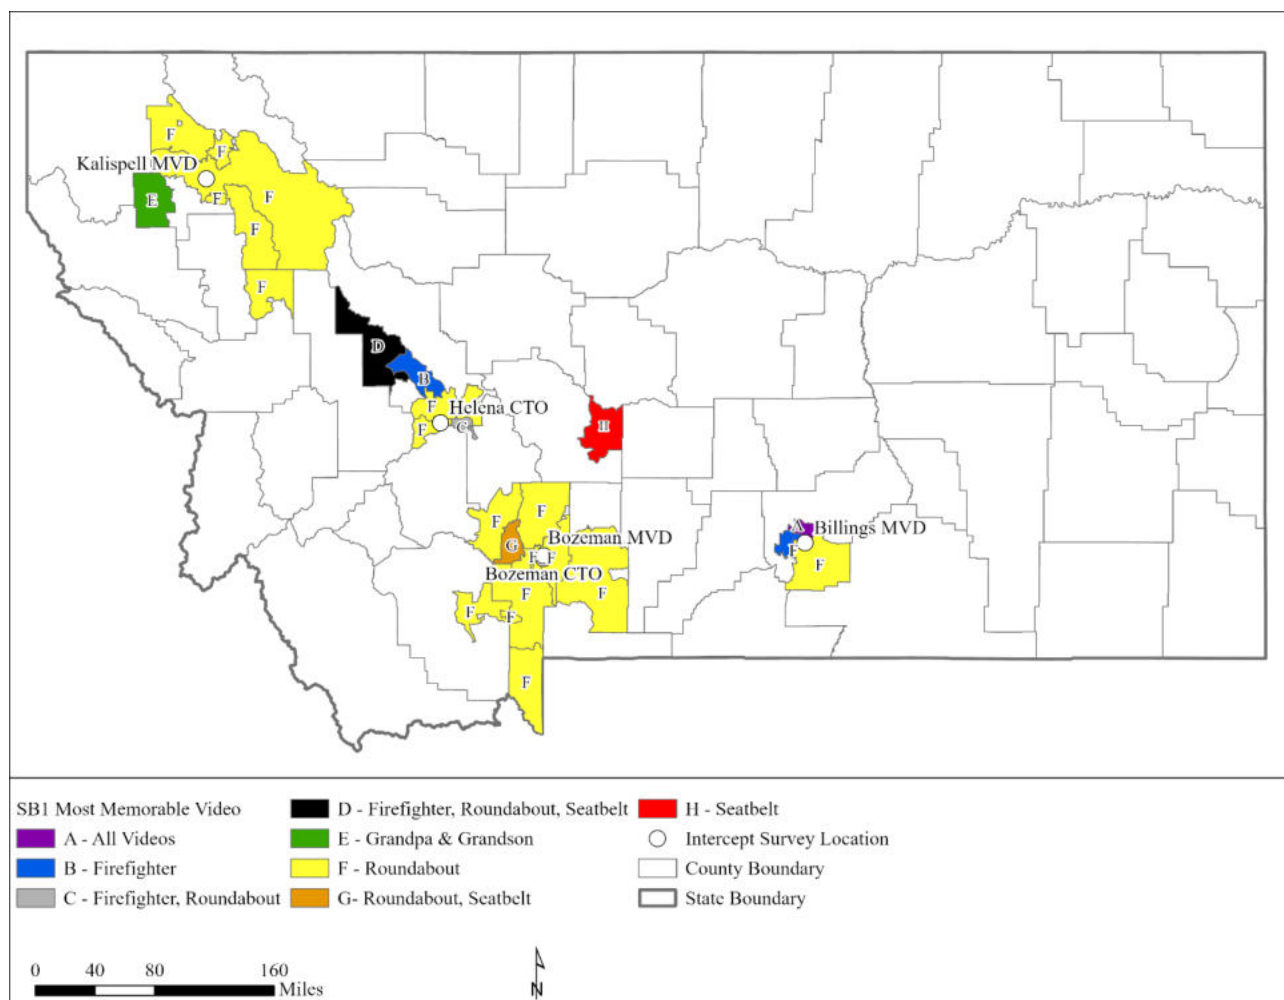 F
F
Kalispell MVD
E
F
F
F
F
D
B
F
Helena CTO
F
C
H
F
F
A
Billings MVD
G
Bozeman MVD
F
F
F
F
Bozeman CTO
F
F
F
F
F
SB1 Most Memorable Video
A - All Videos
B - Firefighter
C - Firefighter, Roundabout
D - Firefighter, Roundabout, Seatbelt
E - Grandpa & Grandson
F - Roundabout
G- Roundabout, Seatbelt
H - Seatbelt
Intercept Survey Location
County Boundary
State Boundary
0 40 80 160
Miles
N